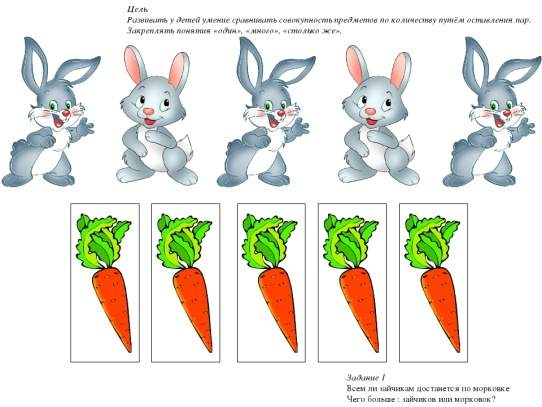 Цель.
Развивать у детей умение сравнивать совокупность предметов по количеству путём оставления пар.
Закреплять понятия «один», «много», «столько же».
Задание 1
Всем ли зайчикам достанется по морковке
Чего больше : зайчиков или морковок?